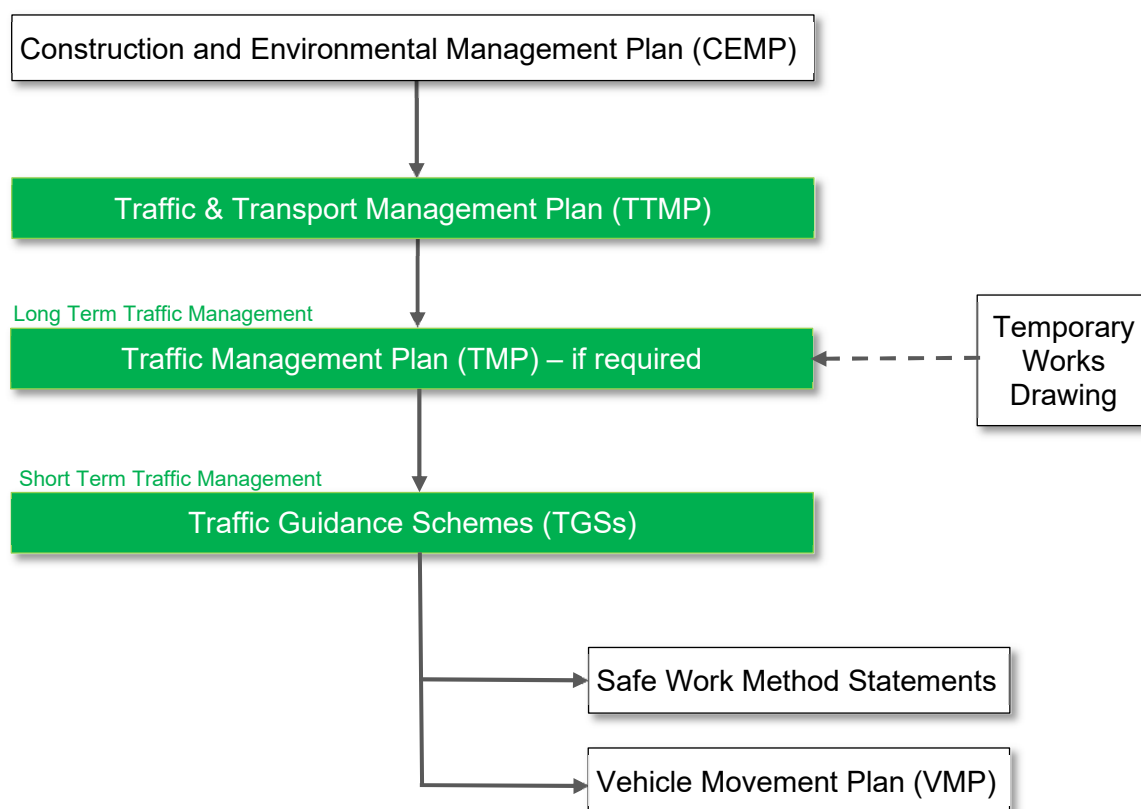 Construction and Environmental Management Plan (CEMP)
Traffic & Transport Management Plan (TTMP)
Long Term Traffic Management
Traffic Management Plan (TMP) – if required
Temporary
Works
Drawing
Short Term Traffic Management
Traffic Guidance Schemes (TGSs)
Safe Work Method Statements
Vehicle Movement Plan (VMP)